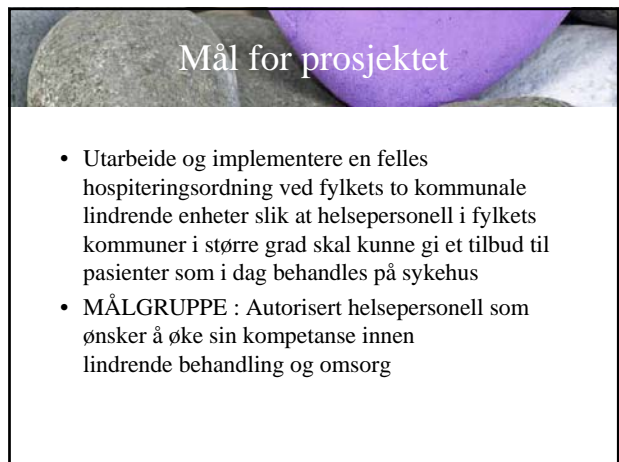 Mål for prosjektet
• Utarbeide og implementere en felles
hospiteringsordning ved fylkets to kommunale
lindrende enheter slik at helsepersonell i fylkets
kommuner i større grad skal kunne gi et tilbud til
pasienter som i dag behandles på sykehus
• MÅLGRUPPE : Autorisert helsepersonell som
ønsker å øke sin kompetanse innen
lindrende behandling og omsorg